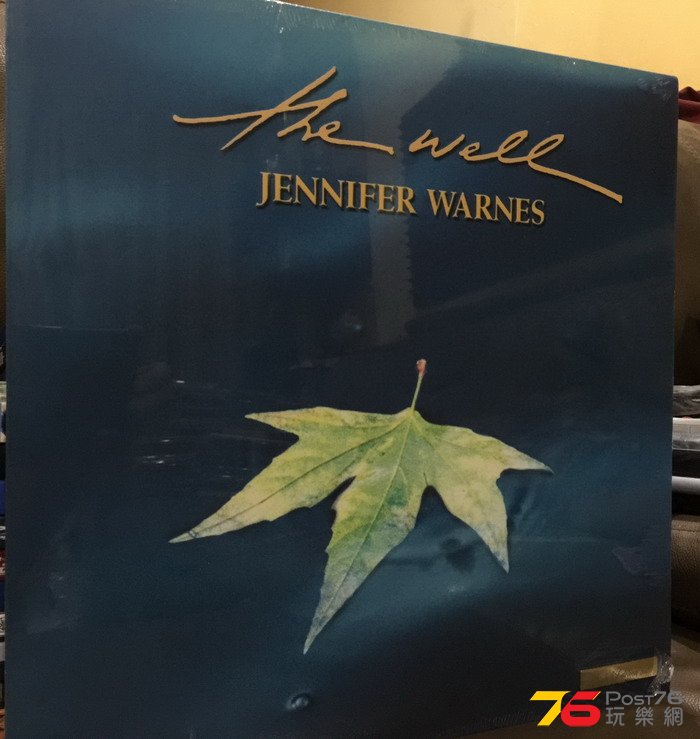 the well
JENNIFER WARNES
76 POST76
玩樂網